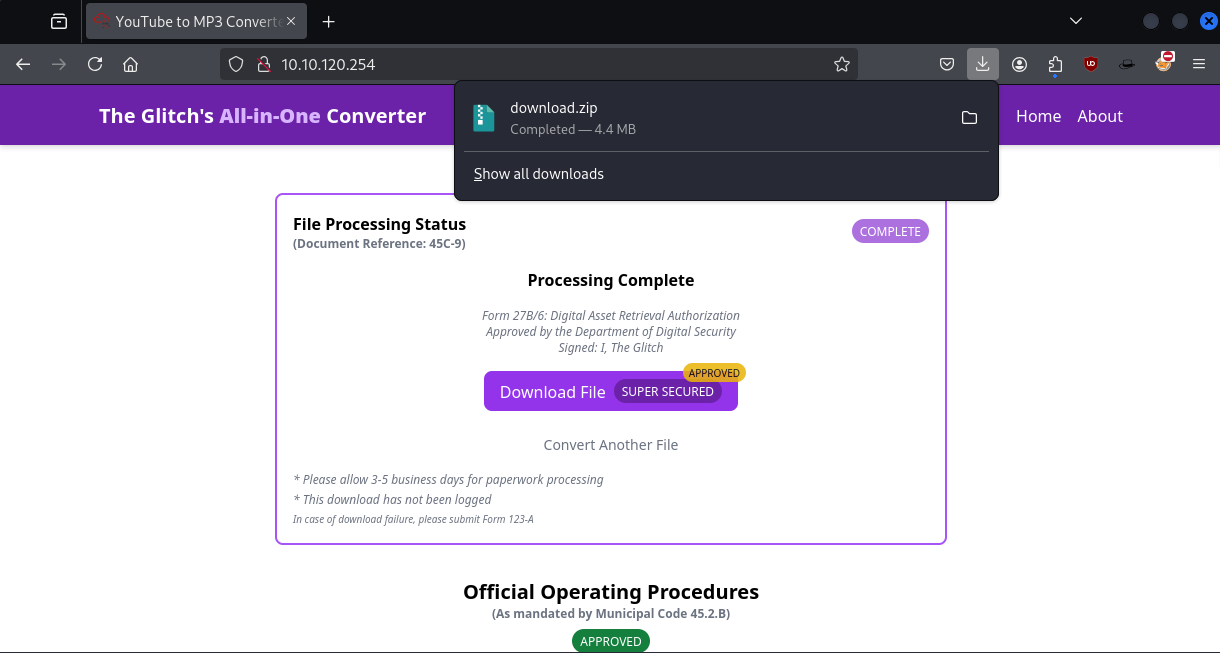 YouTube to MP3 Converte
10.10.120.254
The Glitch's All-in-One Converter
Home
About
download.zip
Completed — 4.4 MB
Show all downloads
File Processing Status
(Document Reference: 45C-9)
COMPLETE
Processing Complete
Form 27B/6: Digital Asset Retrieval Authorization
Approved by the Department of Digital Security
Signed: I, The Glitch
APPROVED
Download File
SUPER SECURED
Convert Another File
* Please allow 3-5 business days for paperwork processing
* This download has not been logged
In case of download failure, please submit Form 123-A
Official Operating Procedures
(As mandated by Municipal Code 45.2.B)
APPROVED